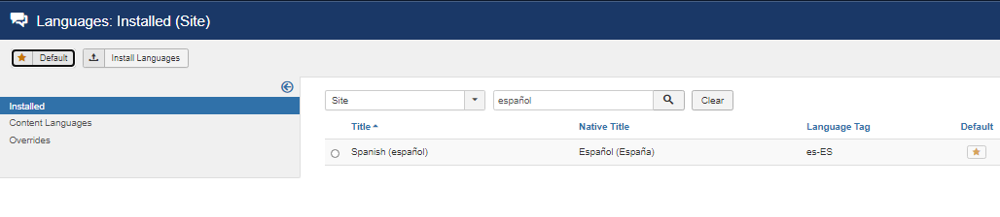 Languages: Installed (Site)
Default
Install Languages
Installed
Content Languages
Overrides
Site
español
Clear
Title
Native Title
Language Tag
Default
Spanish (español)
Español (España)
es-ES